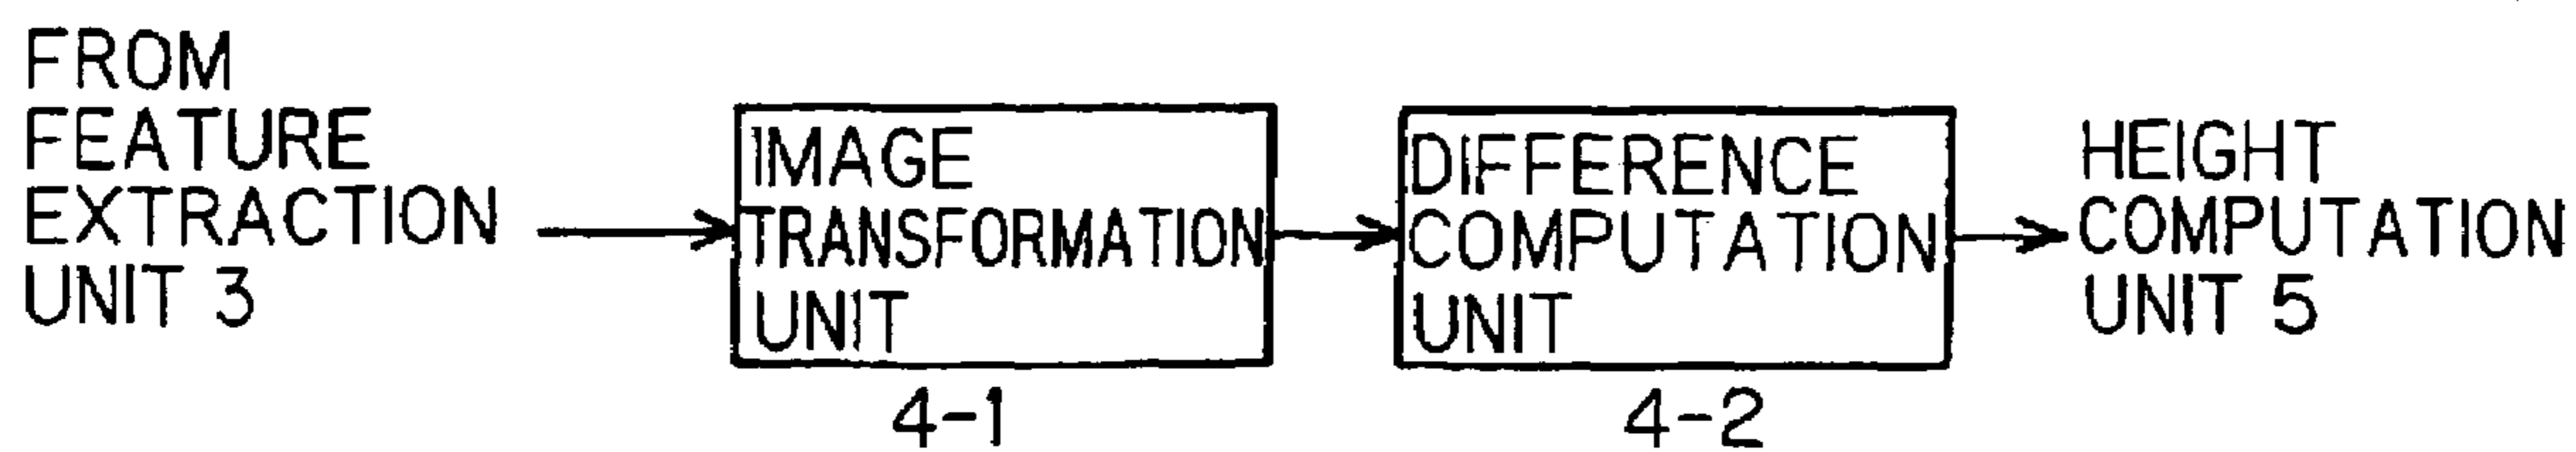 FROM
FEATURE
EXTRACTION
UNIT 3
IMAGE
TRANSFORMATION
UNIT
4-1
DIFFERENCE
COMPUTATION
UNIT
4-2
HEIGHT
COMPUTATION
UNIT 5